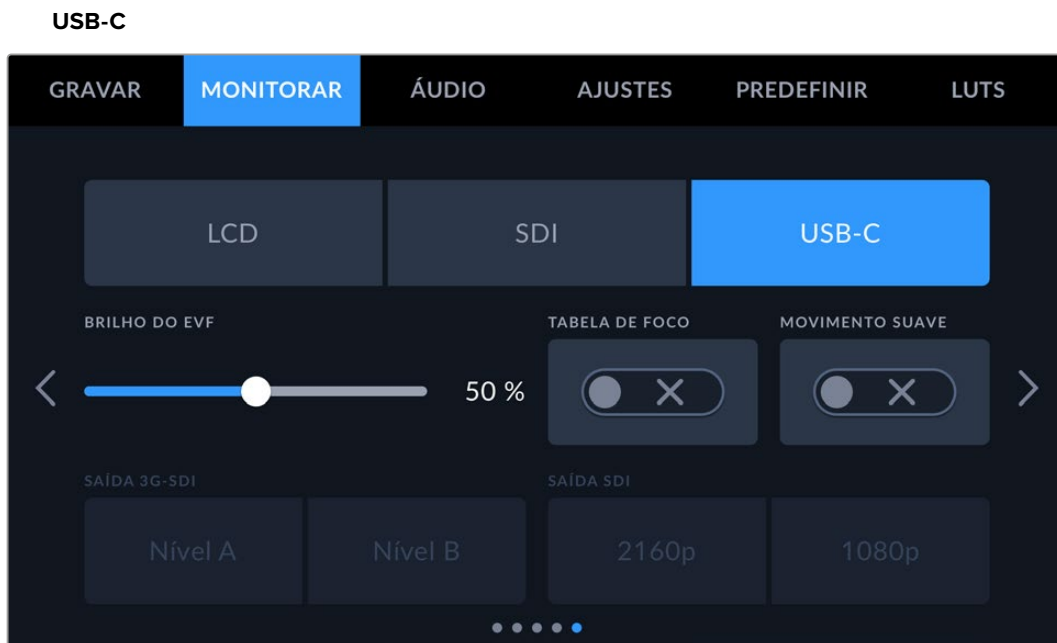 USB-C
GRAVAR MONITORAR ÁUDIO AJUSTES PREDEFINIR LUTS
LCD SDI USB-C
BRILHO DO EVF TABELA DE FOCO MOVIMENTO SUAVE
50 %
SAÍDA 3G-SDI SAÍDA SDI
Nível A Nível B 2160p 1080p